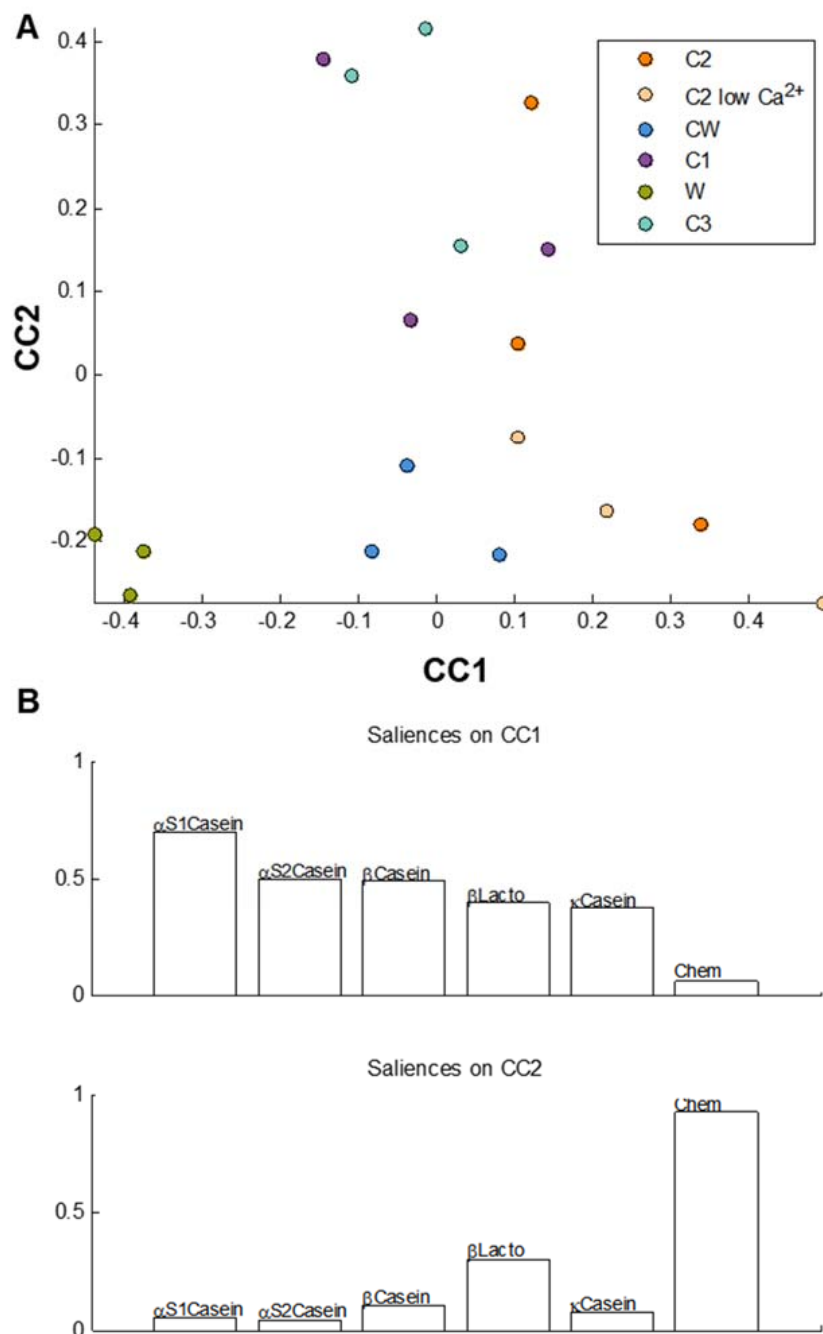 A
0.4
0.3
0.2
0.1
0
-0.1
-0.2
CC2
C2
C2 low Ca²⁺
CW
C1
W
C3
-0.4 -0.3 -0.2 -0.1 0 0.1 0.2 0.3 0.4
CC1
B
Saliences on CC1
1
0.5
0
αS1Casein
αS2Casein
βCasein
βLacto
κCasein
Chem
Saliences on CC2
1
0.5
0
αS1Casein
αS2Casein
βCasein
βLacto
κCasein
Chem